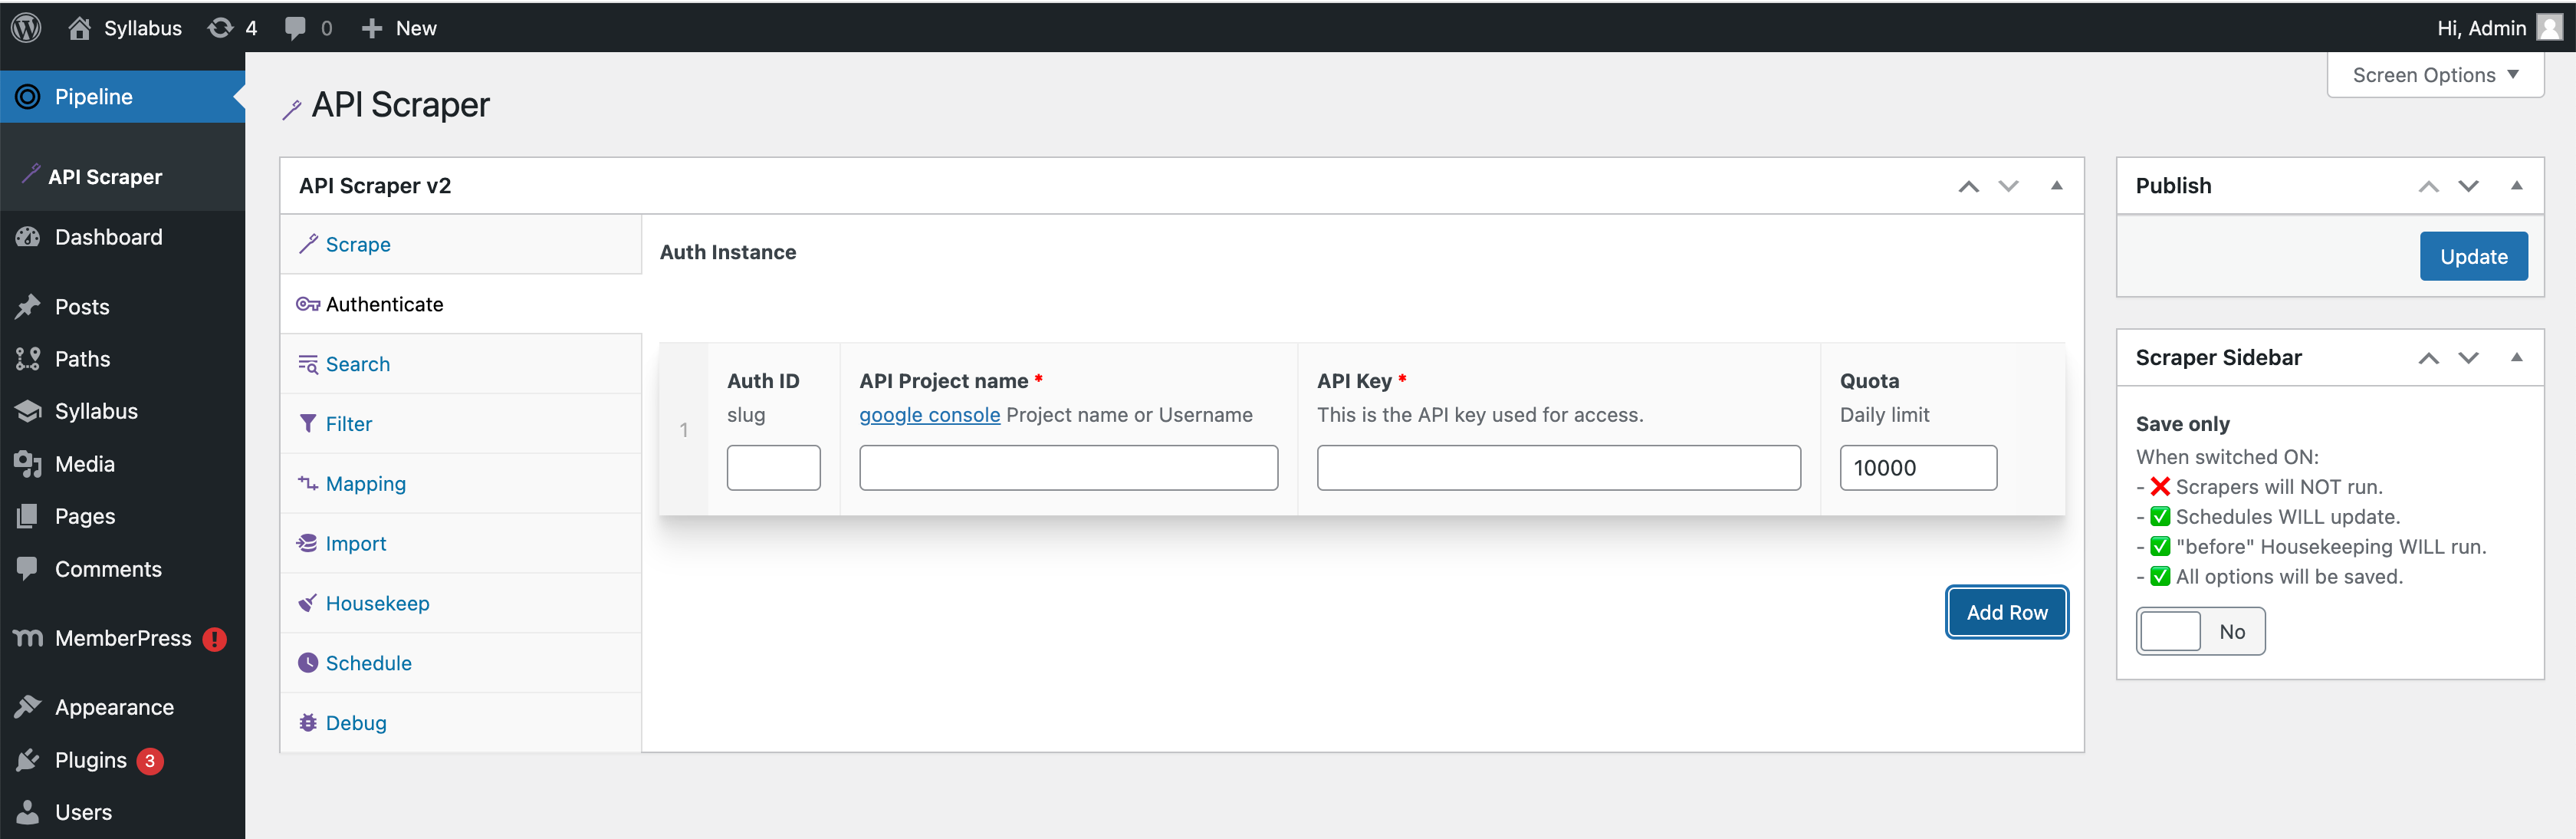 Syllabus 4 0 New
Hi, Admin
Screen Options
Pipeline
API Scraper
Dashboard
Posts
Paths
Syllabus
Media
Pages
Comments
MemberPress !
Appearance
Plugins 3
Users
API Scraper
API Scraper v2
Scrape
Authenticate
Search
Filter
Mapping
Import
Housekeep
Schedule
Debug
Auth Instance
1
Auth ID
slug
API Project name *
google console Project name or Username
API Key *
This is the API key used for access.
Quota
Daily limit
10000
Add Row
Publish
Update
Scraper Sidebar
Save only
When switched ON:
- ❌ Scrapers will NOT run.
- ✅ Schedules WILL update.
- ✅ "before" Housekeeping WILL run.
- ✅ All options will be saved.
No